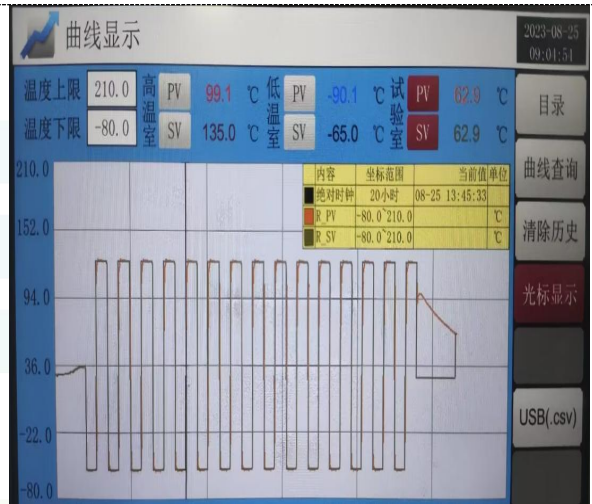 曲线显示
2023-08-25
09:04:54
温度上限 210.0 高温室 PV 99.1 ℃ 低温室 PV -90.1 ℃ 试验室 PV 62.9 ℃
温度下限 -80.0 SV 135.0 ℃ SV -65.0 ℃ SV 62.9 ℃
目录
曲线查询
清除历史
光标显示
USB(.csv)
内容 坐标范围 当前值 单位
绝对时钟 20小时 08-25 13:45:33
R_PV -80.0~210.0 ℃
R_SV -80.0~210.0 ℃
210.0
152.0
94.0
36.0
-22.0
-80.0